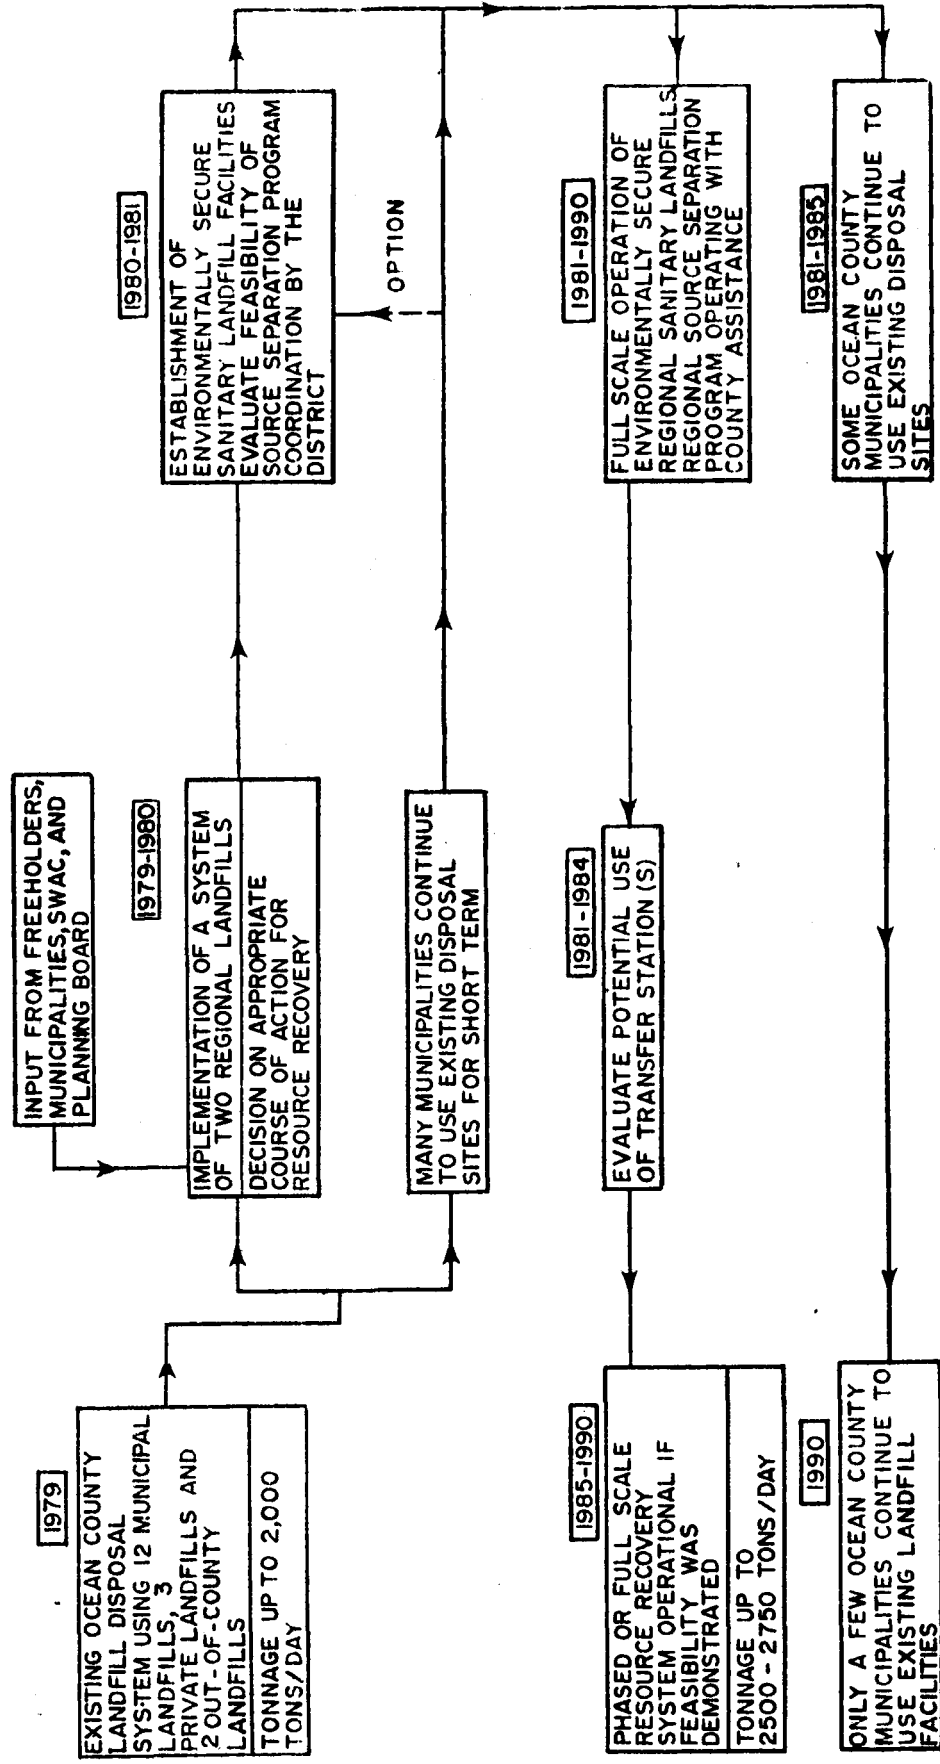 1979
EXISTING OCEAN COUNTY
LANDFILL DISPOSAL
SYSTEM USING 12 MUNICIPAL
LANDFILLS, 3
PRIVATE LANDFILLS AND
2 OUT-OF-COUNTY
LANDFILLS
TONNAGE UP TO 2,000
TONS/DAY
INPUT FROM FREEHOLDERS,
MUNICIPALITIES, SWAC, AND
PLANNING BOARD
1979-1980
IMPLEMENTATION OF A SYSTEM
OF TWO REGIONAL LANDFILLS
DECISION ON APPROPRIATE
COURSE OF ACTION FOR
RESOURCE RECOVERY
MANY MUNICIPALITIES CONTINUE
TO USE EXISTING DISPOSAL
SITES FOR SHORT TERM
1980-1981
ESTABLISHMENT OF
ENVIRONMENTALLY SECURE
SANITARY LANDFILL FACILITIES
EVALUATE FEASIBILITY OF
SOURCE SEPARATION PROGRAM
COORDINATION BY THE
DISTRICT
OPTION
1981-1990
FULL SCALE OPERATION OF
ENVIRONMENTALLY SECURE
REGIONAL SANITARY LANDFILLS
REGIONAL SOURCE SEPARATION
PROGRAM OPERATING WITH
COUNTY ASSISTANCE
1981-1984
EVALUATE POTENTIAL USE
OF TRANSFER STATION (S)
1985-1990
PHASED OR FULL SCALE
RESOURCE RECOVERY
SYSTEM OPERATIONAL IF
FEASIBILITY WAS
DEMONSTRATED
TONNAGE UP TO
2500 - 2750 TONS/DAY
1981-1985
SOME OCEAN COUNTY
MUNICIPALITIES CONTINUE TO
USE EXISTING DISPOSAL
SITES
1990
ONLY A FEW OCEAN COUNTY
MUNICIPALITIES CONTINUE TO
USE EXISTING LANDFILL
FACILITIES